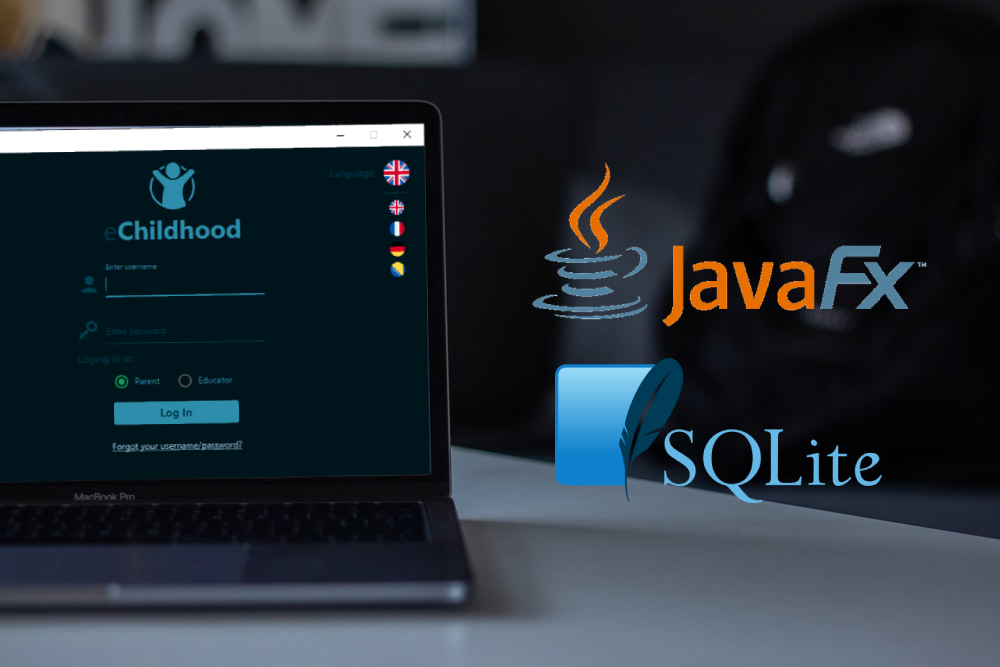 Language:
eChildhood
Enter username
Enter password
Loging in as:
Parent
Educator
Log In
Forgot your username/password?
MacBook Pro
JavaFx™
SQLite